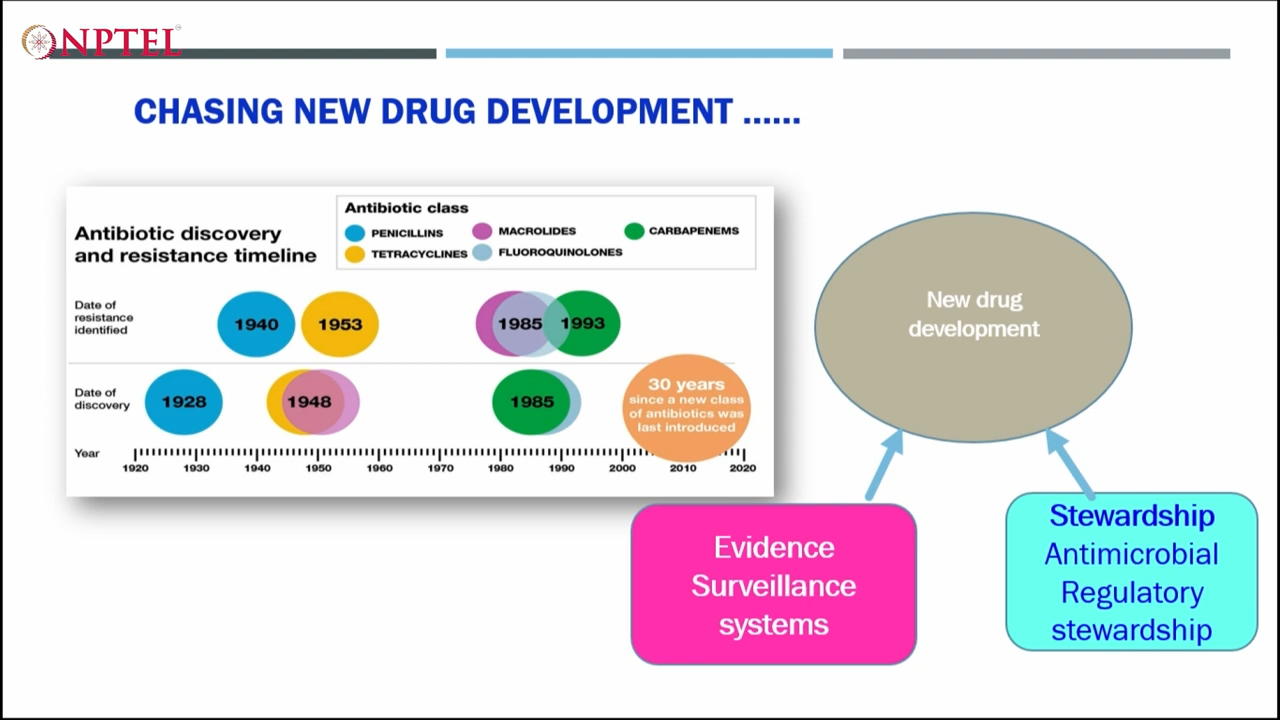 NPTEL
CHASING NEW DRUG DEVELOPMENT ......
Antibiotic discovery
and resistance timeline
Antibiotic class
PENICILLINS
MACROLIDES
CARBAPENEMS
TETRACYCLINES
FLUOROQUINOLONES
Date of
resistance
identified
1940
1953
1985
1993
Date of
discovery
1928
1948
1985
30 years
since a new class
of antibiotics was
last introduced
Year
1920 1930 1940 1950 1960 1970 1980 1990 2000 2010 2020
New drug
development
Evidence
Surveillance
systems
Stewardship
Antimicrobial
Regulatory
stewardship